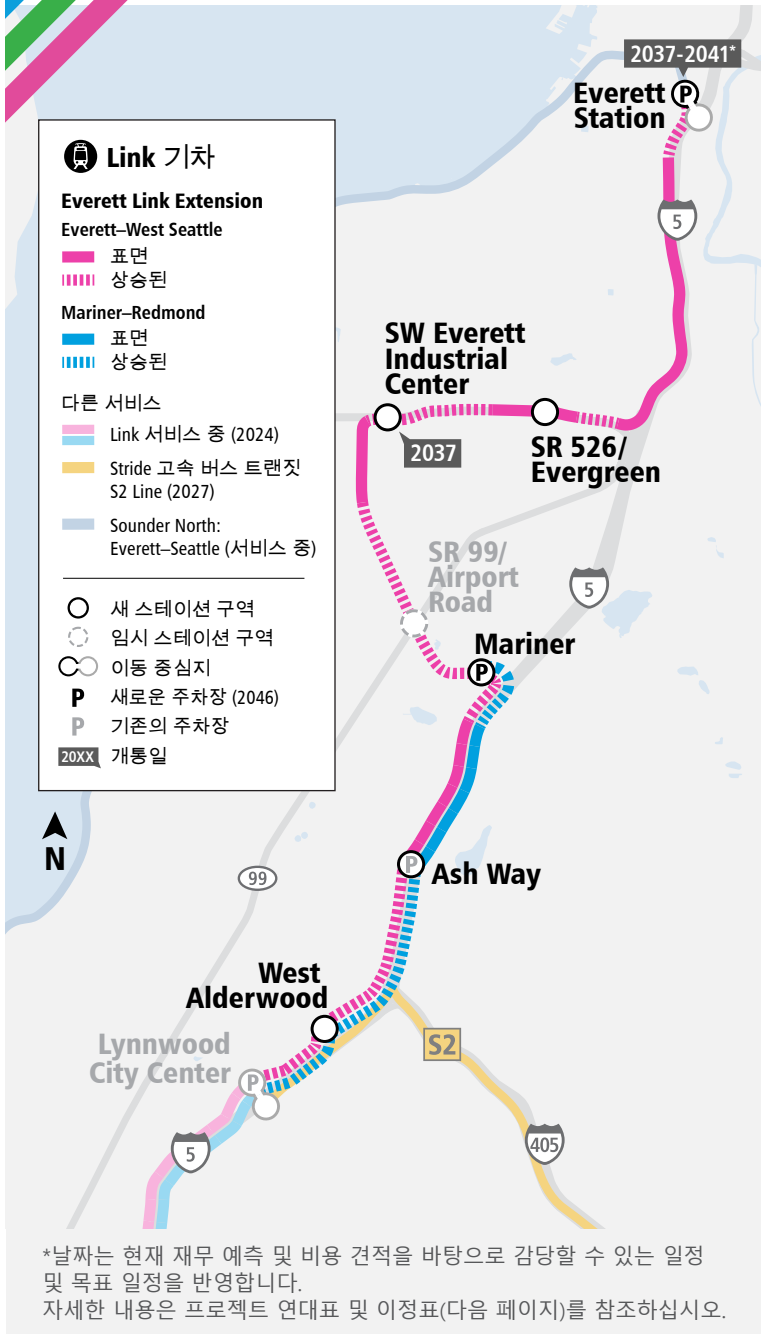 2037-2041*
Everett
Station
Link 기차
Everett Link Extension
Everett–West Seattle
표면
상승된
Mariner–Redmond
표면
상승된
다른 서비스
Link 서비스 중 (2024)
Stride 고속 버스 트랜짓
S2 Line (2027)
Sounder North:
Everett–Seattle (서비스 중)
새 스테이션 구역
임시 스테이션 구역
이동 중심지
P 새로운 주차장 (2046)
P 기존의 주차장
20XX 개통일
N
P
5
SW Everett
Industrial
Center
2037
SR 526/
Evergreen
SR 99/
Airport
Road
5
Mariner
P
P
Ash Way
99
West
Alderwood
S2
Lynnwood
City Center
P
5
405
*날짜는 현재 재무 예측 및 비용 견적을 바탕으로 감당할 수 있는 일정
및 목표 일정을 반영합니다.
자세한 내용은 프로젝트 연대표 및 이정표(다음 페이지)를 참조하십시오.